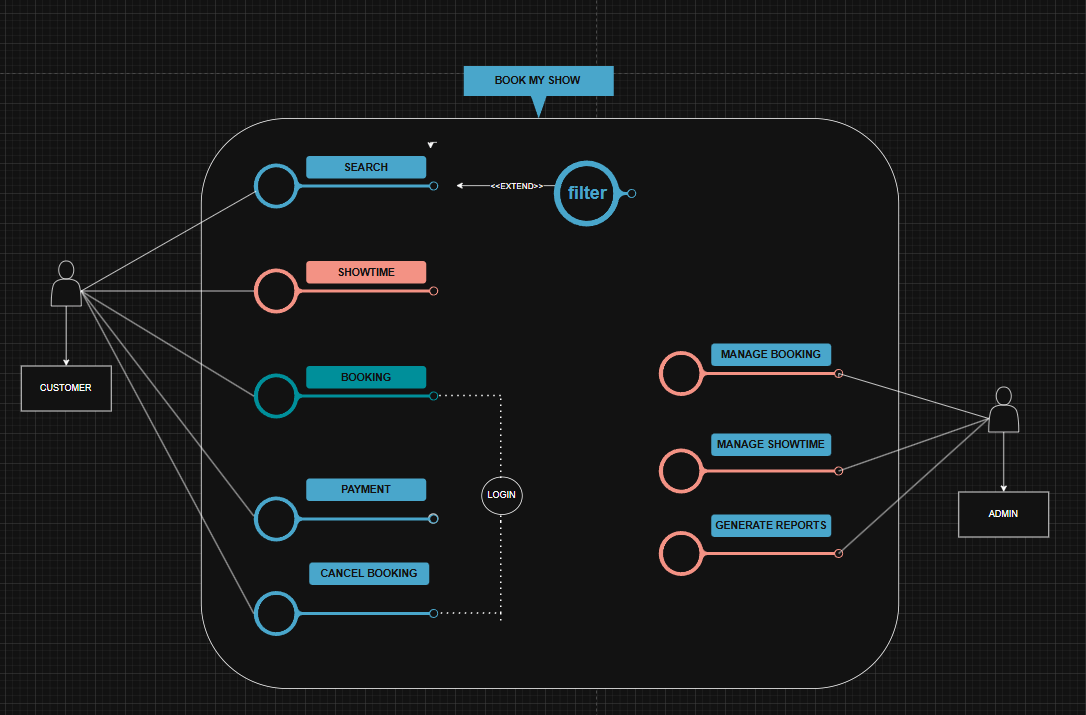 BOOK MY SHOW
SEARCH
<<EXTEND>>
filter
SHOWTIME
MANAGE BOOKING
BOOKING
CUSTOMER
MANAGE SHOWTIME
PAYMENT
LOGIN
ADMIN
GENERATE REPORTS
CANCEL BOOKING